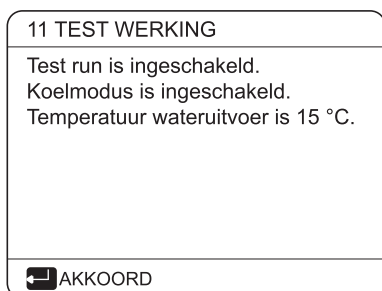 11 TEST WERKING
Test run is ingeschakeld.
Koelmodus is ingeschakeld.
Temperatuur wateruitvoer is 15 °C.
AKKOORD